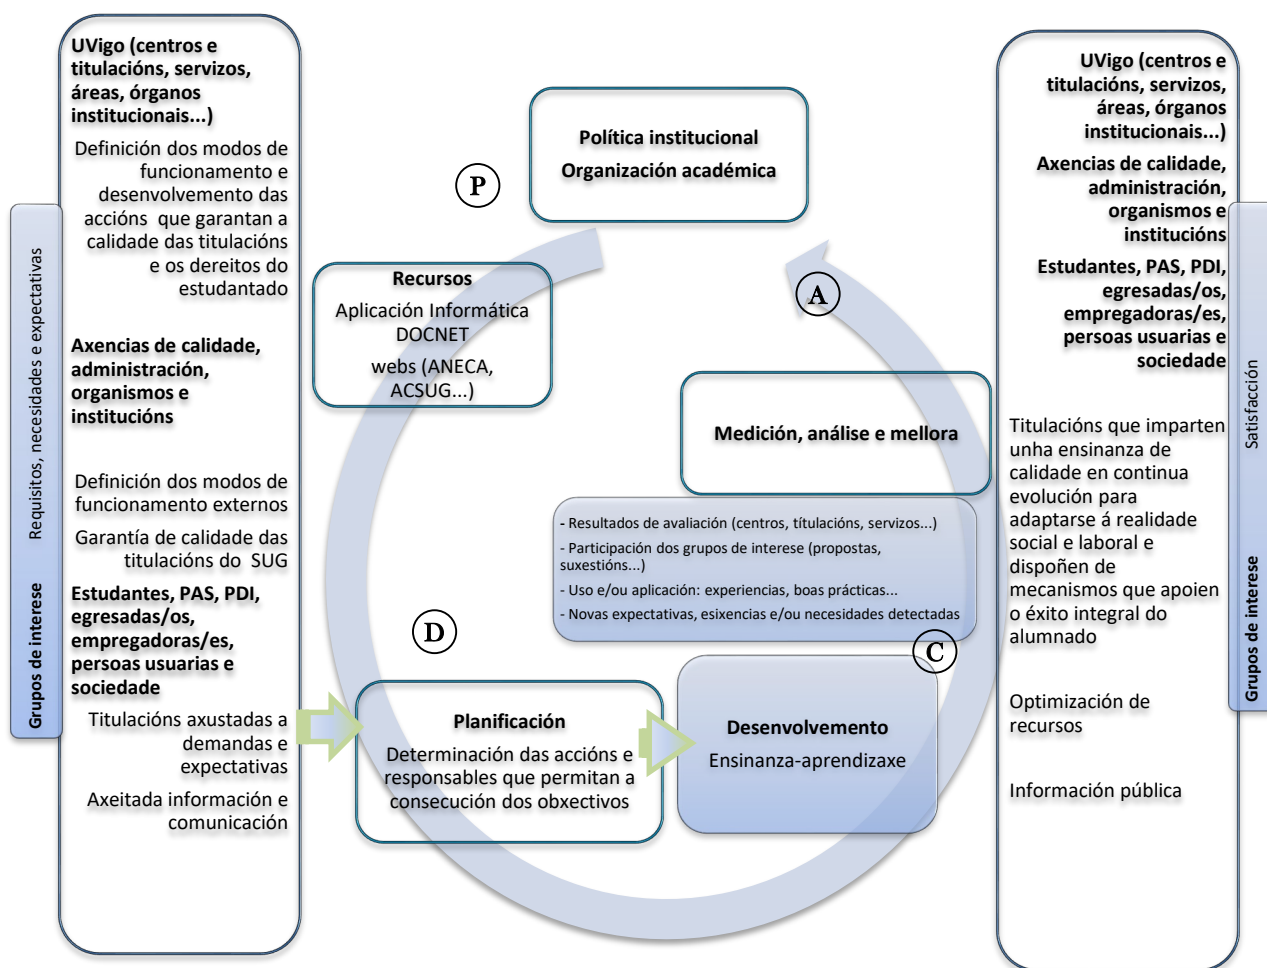 Grupos de interese
Requisitos, necesidades e expectativas
UVigo (centros e
titulacións, servizos,
áreas, órganos
institucionais...)
Definición dos modos de
funcionamento e
desenvolvemento das
accións que garantan a
calidade das titulacións
e os dereitos do
estudantado
Axencias de calidade,
administración,
organismos e
institucións
Definición dos modos de
funcionamento externos
Garantía de calidade das
titulacións do SUG
Estudantes, PAS, PDI,
egresadas/os,
empregadoras/es,
persoas usuarias e
sociedade
Titulacións axustadas a
demandas e
expectativas
Axeitada información e
comunicación
Política institucional
Organización académica
P
Recursos
Aplicación Informática
DOCNET
webs (ANECA,
ACSUG...)
A
Medición, análise e mellora
- Resultados de avaliación (centros, títulacións, servizos...)
- Participación dos grupos de interese (propostas,
suxestións...)
- Uso e/ou aplicación: experiencias, boas prácticas...
- Novas expectativas, esixencias e/ou necesidades detectadas
D
C
Planificación
Determinación das accións e
responsables que permitan a
consecución dos obxectivos
Desenvolvemento
Ensinanza-aprendizaxe
UVigo (centros e
titulacións, servizos,
áreas, órganos
institucionais...)
Axencias de calidade,
administración,
organismos e
institucións
Estudantes, PAS, PDI,
egresadas/os,
empregadoras/es,
persoas usuarias e
sociedade
Titulacións que imparten
unha ensinanza de
calidade en continua
evolución para
adaptarse á realidade
social e laboral e
dispoñen de
mecanismos que apoien
o éxito integral do
alumnado
Optimización de
recursos
Información pública
Grupos de interese
Satisfacción